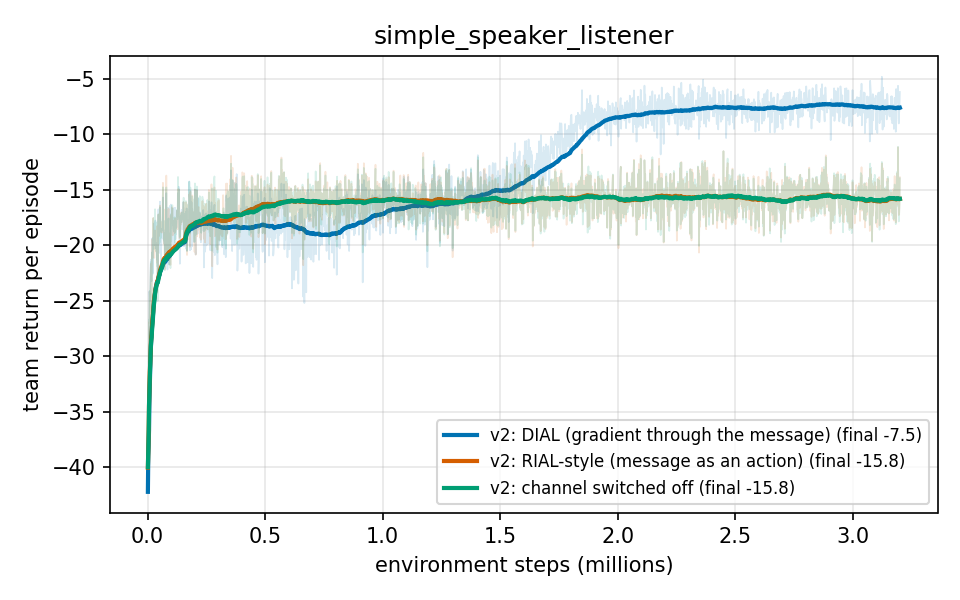 simple_speaker_listener
team return per episode
−5
−10
−15
−20
−25
−30
−35
−40
v2: DIAL (gradient through the message) (final -7.5)
v2: RIAL-style (message as an action) (final -15.8)
v2: channel switched off (final -15.8)
0.0 0.5 1.0 1.5 2.0 2.5 3.0
environment steps (millions)